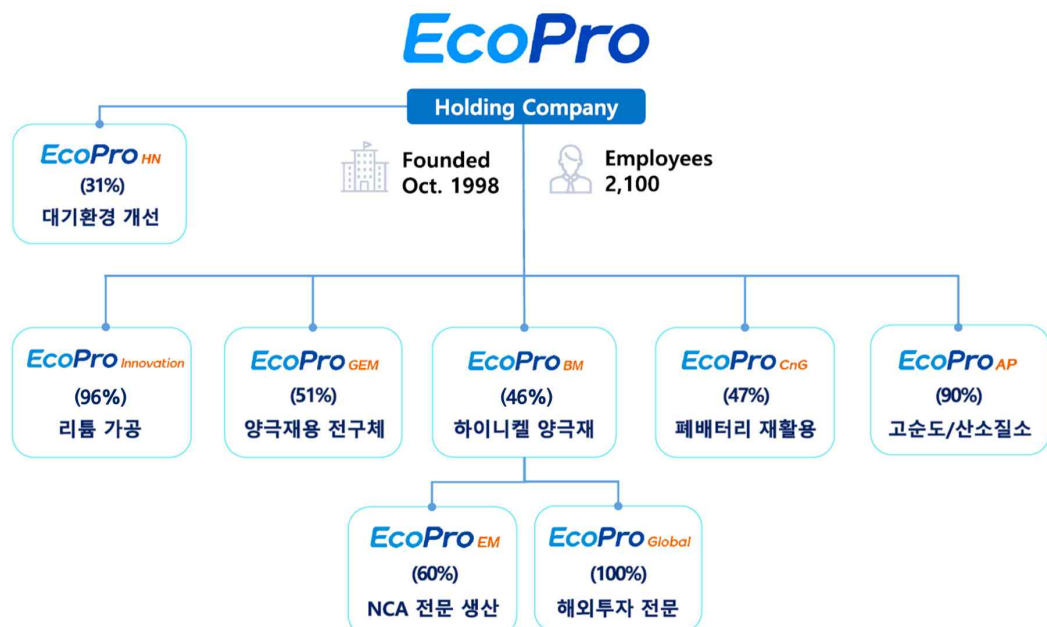 EcoPro
Holding Company
EcoPro HN
(31%)
대기환경 개선
Founded
Oct. 1998
Employees
2,100
EcoPro Innovation
(96%)
리튬 가공
EcoPro GEM
(51%)
양극재용 전구체
EcoPro BM
(46%)
하이니켈 양극재
EcoPro CnG
(47%)
폐배터리 재활용
EcoPro AP
(90%)
고순도/산소질소
EcoPro EM
(60%)
NCA 전문 생산
EcoPro Global
(100%)
해외투자 전문